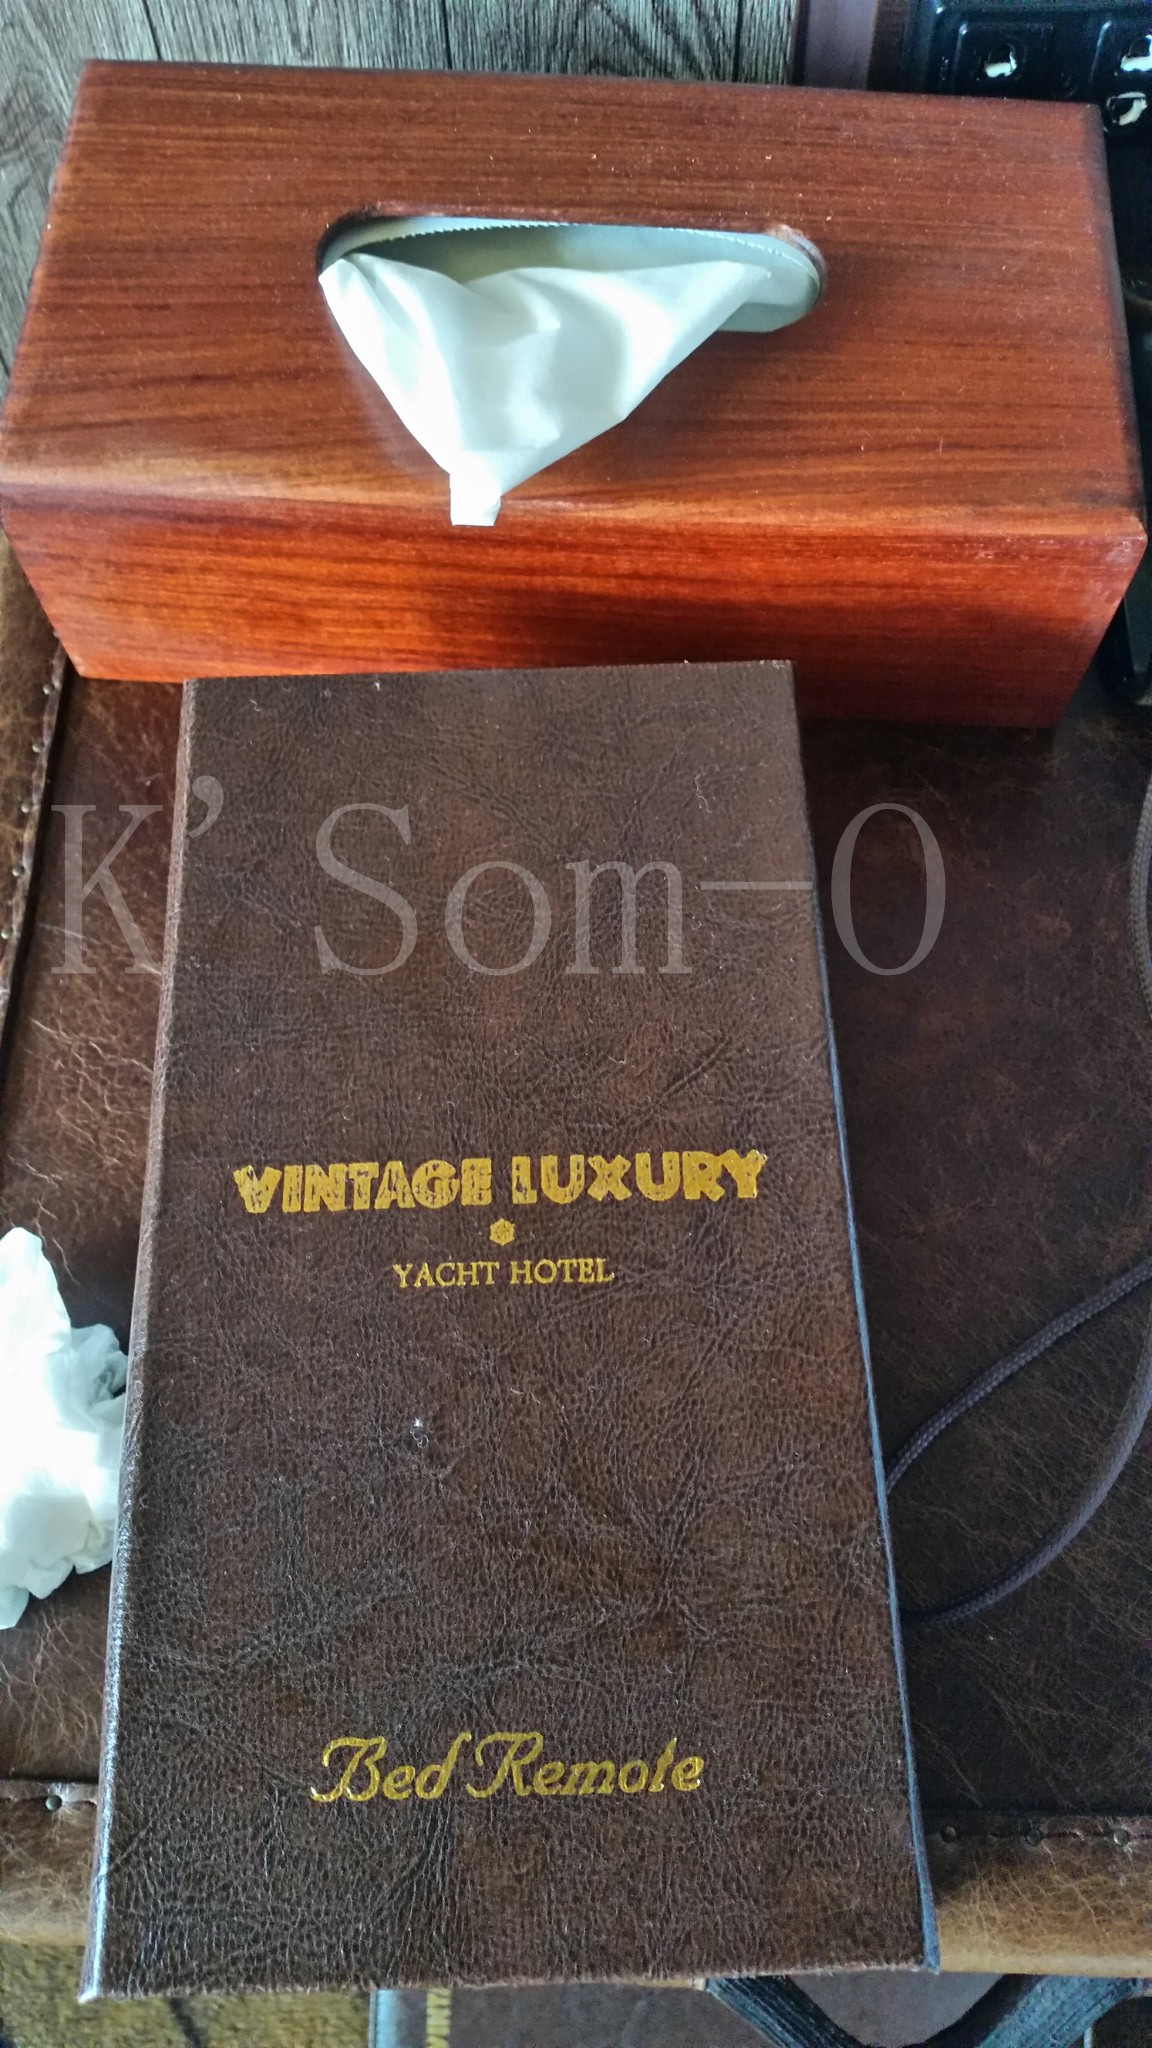 K' Som-O
VINTAGE LUXURY
YACHT HOTEL
Bed Remote